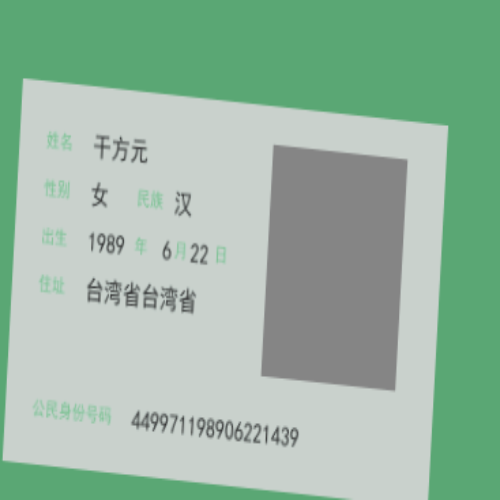 姓名 干方元
性别 女 民族 汉
出生 1989 年 6 月 22 日
住址 台湾省台湾省
公民身份号码 449971198906221439